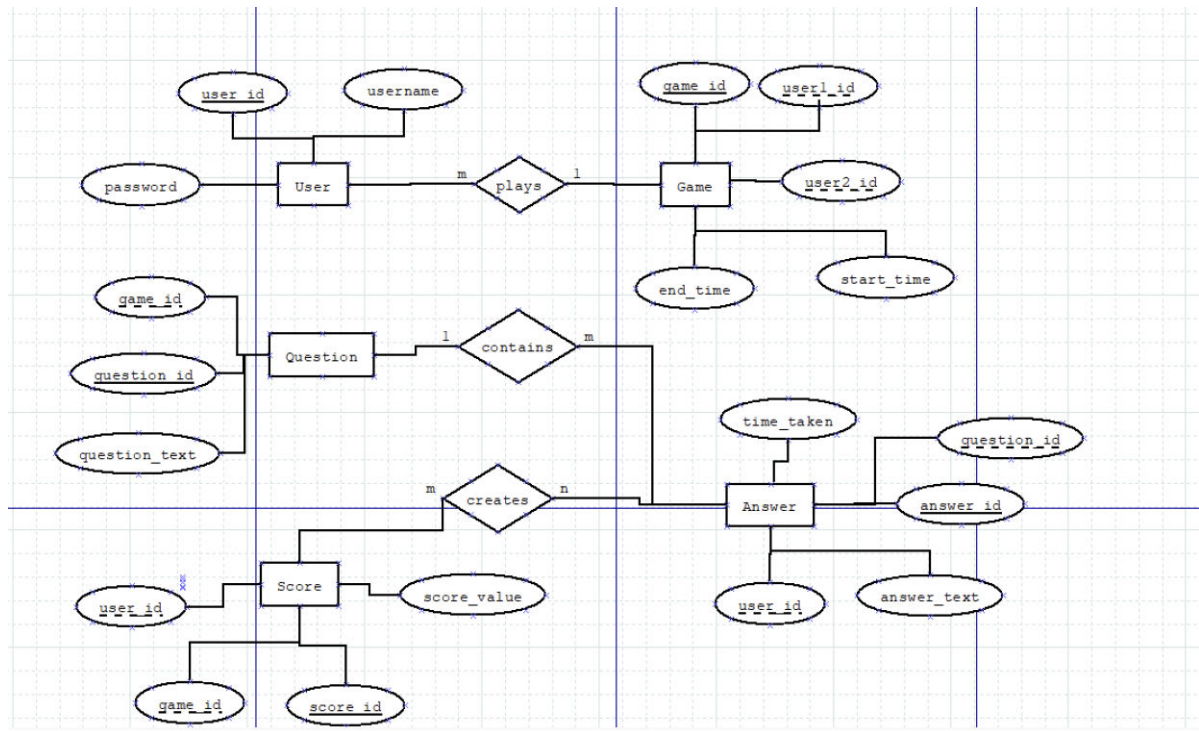 game_id
user1_id
user_id
username
password
User
m
plays
1
Game
user2_id
end_time
start_time
game_id
Question
1
contains
m
question_id
question_text
time_taken
question_id
m
creates
n
Answer
answer_id
Score
user_id
score_value
user_id
answer_text
game_id
score_id